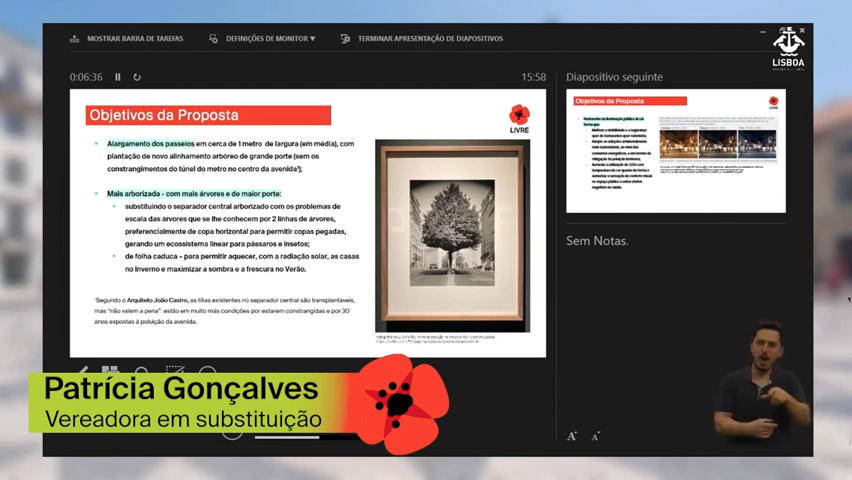 MOSTRAR BARRA DE TAREFAS
DEFINIÇÕES DE MONITOR ▼
TERMINAR APRESENTAÇÃO DE DIAPOSITIVOS
LISBOA
0:06:36
15:58
Diapositivo seguinte
Objetivos da Proposta
LIVRE
Alargamento dos passeios em cerca de 1 metro de largura (em média), com
plantação de novo alinhamento arbóreo de grande porte (sem os
constrangimentos do túnel do metro no centro da avenida¹);
Mais arborizada - com mais árvores e de maior porte:
substituindo o separador central arborizado com os problemas de
escala das árvores que se lhe conhecem por 2 linhas de árvores,
preferencialmente de copa horizontal para permitir copas pegadas,
gerando um ecossistema linear para pássaros e insetos;
de folha caduca – para permitir aquecer, com a radiação solar, as casas
no Inverno e maximizar a sombra e a frescura no Verão.
¹Segundo o Arquiteto João Castro, as tílias existentes no separador central são transplantáveis,
mas "não valem a pena": estão em muito más condições por estarem constrangidas e por 30
anos expostas à poluição da avenida.
Objetivos da Proposta
LIVRE
Sem Notas.
Patrícia Gonçalves
Vereadora em substituição
A A